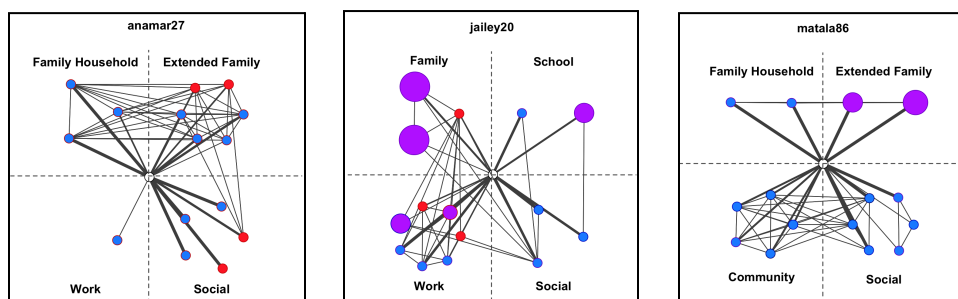 anamar27
Family Household Extended Family
Work Social
jailey20
Family School
Work Social
matala86
Family Household Extended Family
Community Social